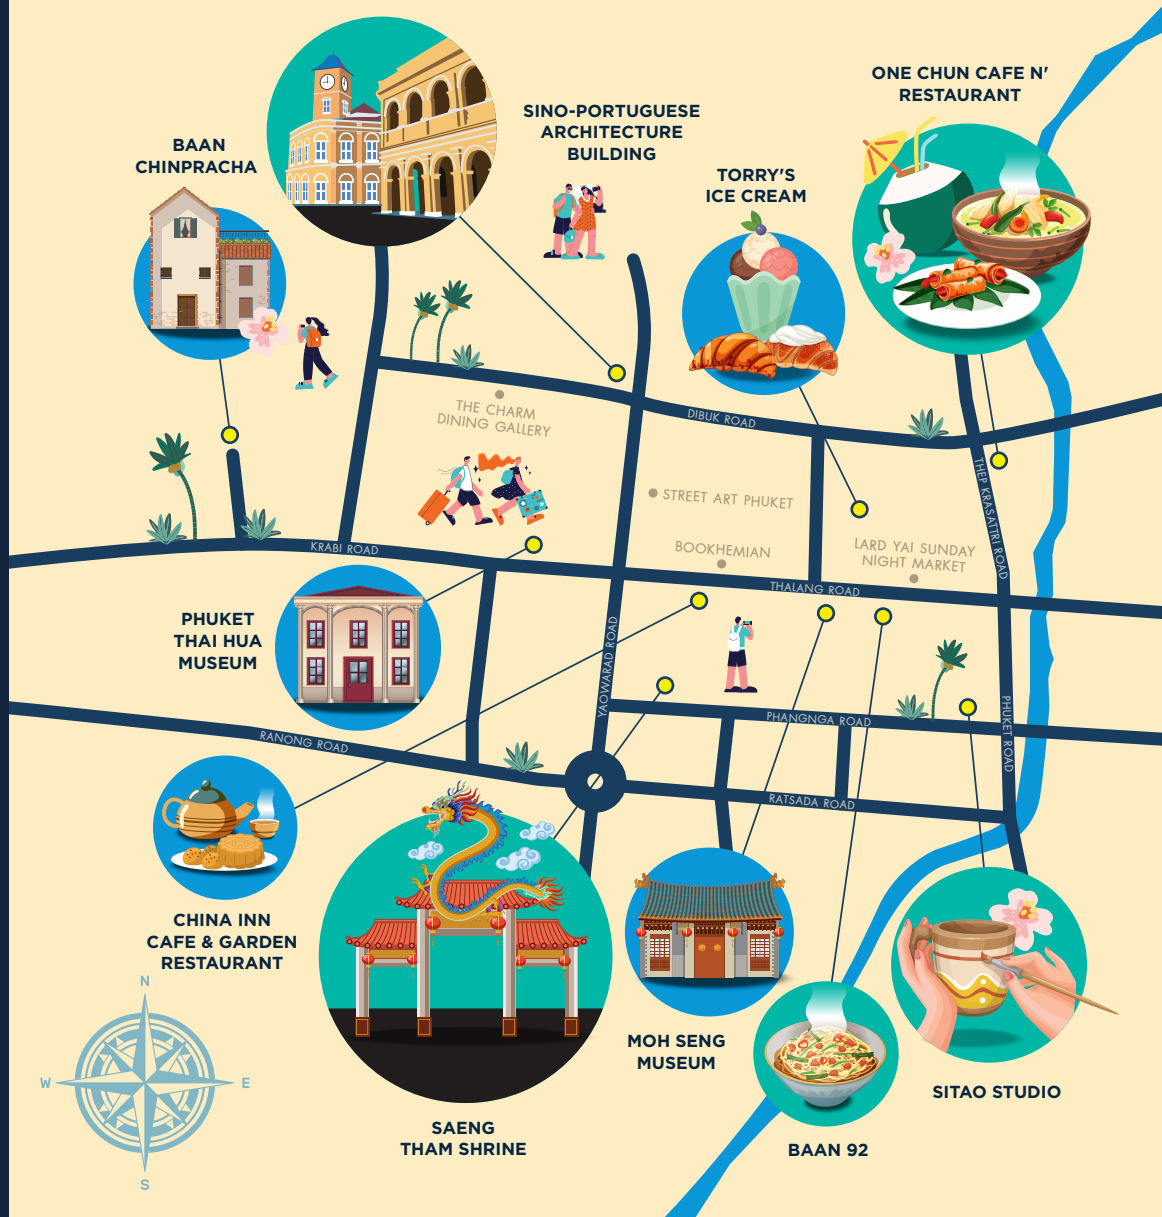 ONE CHUN CAFE N'
RESTAURANT
SINO-PORTUGUESE
ARCHITECTURE
BUILDING
BAAN
CHINPRACHA
TORRY'S
ICE CREAM
THE CHARM
DINING GALLERY
DIBUK ROAD
THEP KRASATTRI ROAD
STREET ART PHUKET
BOOKHEMIAN
LARD YAI SUNDAY
NIGHT MARKET
KRABI ROAD
THALANG ROAD
PHUKET
THAI HUA
MUSEUM
YAOWARAD ROAD
PHANGNGA ROAD
PHUKET ROAD
RANONG ROAD
RATSADA ROAD
CHINA INN
CAFE & GARDEN
RESTAURANT
N
W
E
S
MOH SENG
MUSEUM
SITAO STUDIO
SAENG
THAM SHRINE
BAAN 92